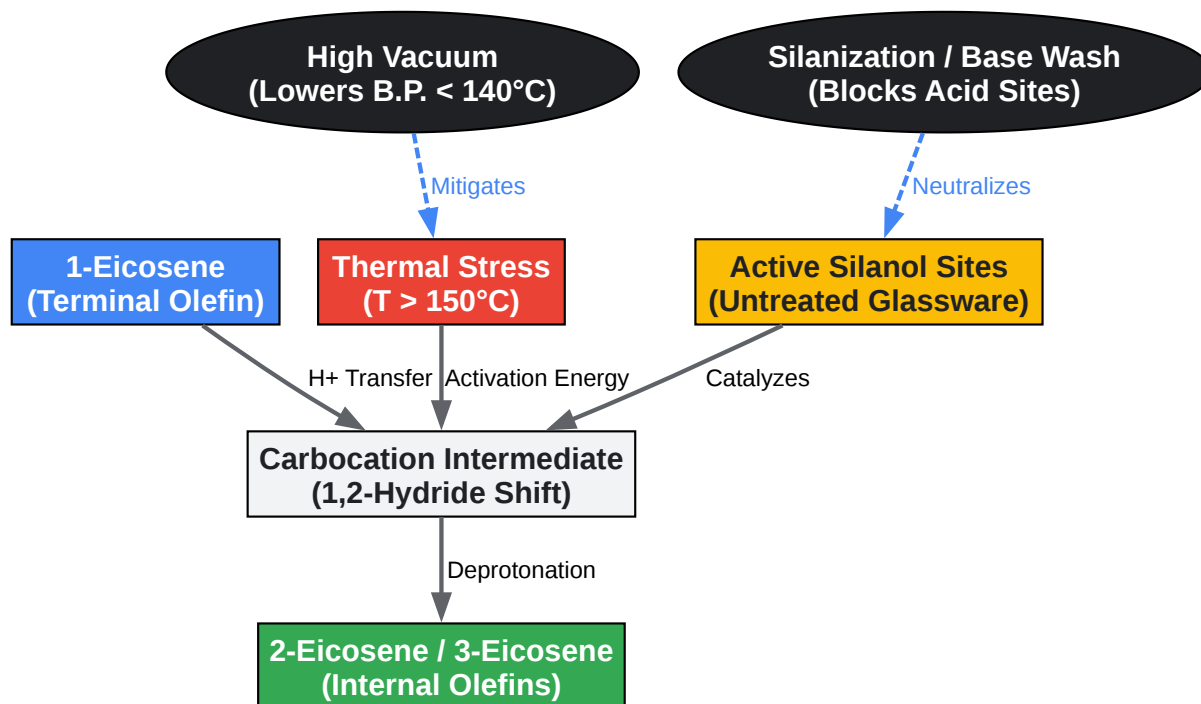 High Vacuum
(Lowers B.P. < 140°C)
Silanization / Base Wash
(Blocks Acid Sites)
Mitigates
Neutralizes
1-Eicosene
(Terminal Olefin)
Thermal Stress
(T > 150°C)
Active Silanol Sites
(Untreated Glassware)
H+ Transfer
Activation Energy
Catalyzes
Carbocation Intermediate
(1,2-Hydride Shift)
Deprotonation
2-Eicosene / 3-Eicosene
(Internal Olefins)